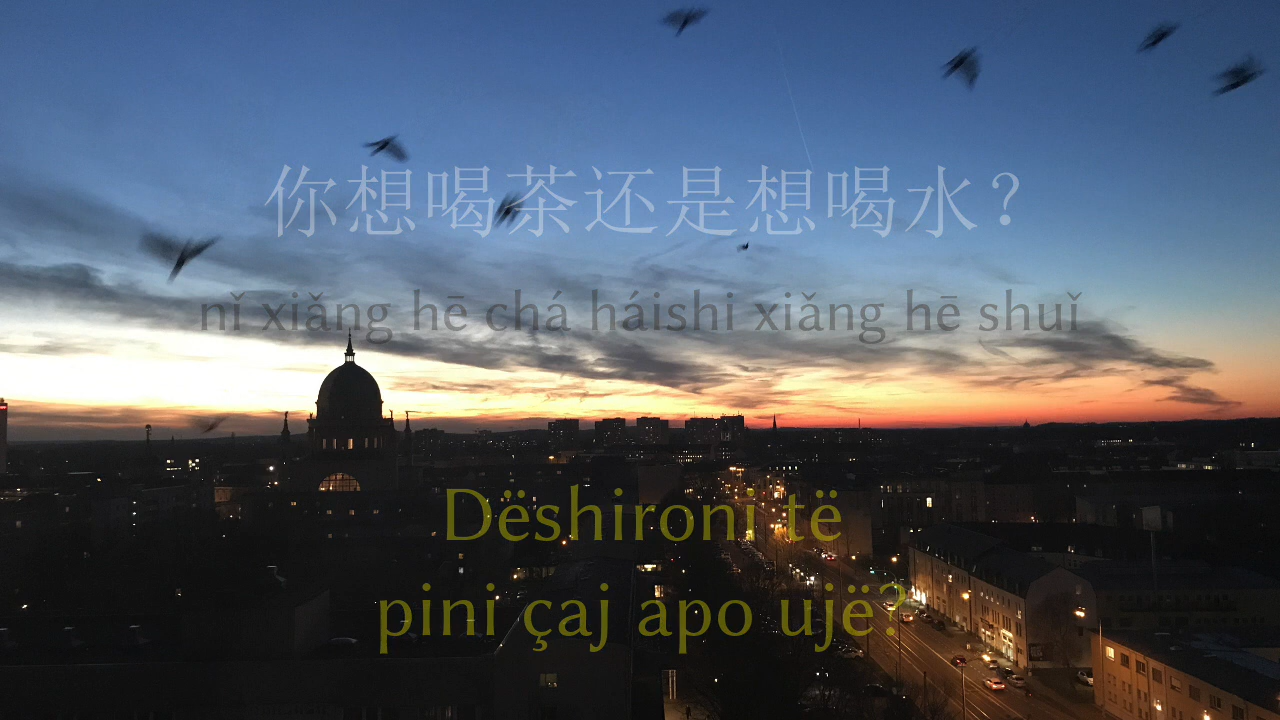 你想喝茶还是想喝水？
nǐ xiǎng hē chá háishi xiǎng hē shuǐ
Dëshironi të
pini çaj apo ujë?